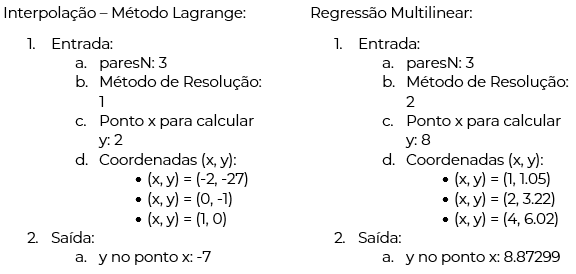 Interpolação – Método Lagrange:
1. Entrada:
a. paresN: 3
b. Método de Resolução:
1
c. Ponto x para calcular
y: 2
d. Coordenadas (x, y):
• (x, y) = (-2, -27)
• (x, y) = (0, -1)
• (x, y) = (1, 0)
2. Saída:
a. y no ponto x: -7
Regressão Multilinear:
1. Entrada:
a. paresN: 3
b. Método de Resolução:
2
c. Ponto x para calcular
y: 8
d. Coordenadas (x, y):
• (x, y) = (1, 1.05)
• (x, y) = (2, 3.22)
• (x, y) = (4, 6.02)
2. Saída:
a. y no ponto x: 8.87299